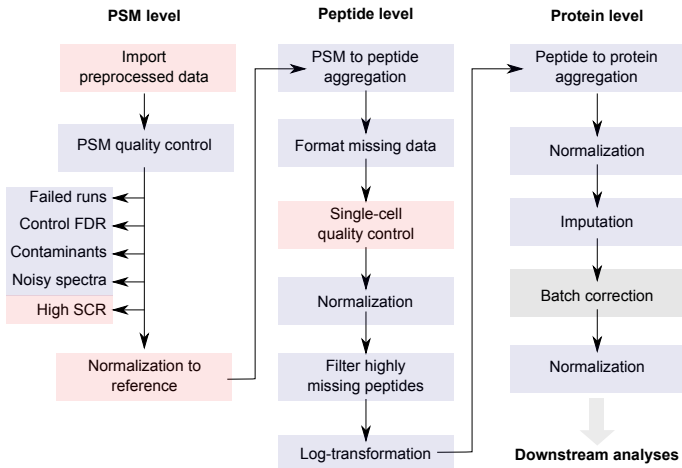 PSM level
Import
preprocessed data
PSM quality control
Failed runs
Control FDR
Contaminants
Noisy spectra
High SCR
Normalization to
reference
Peptide level
PSM to peptide
aggregation
Format missing data
Single-cell
quality control
Normalization
Filter highly
missing peptides
Log-transformation
Protein level
Peptide to protein
aggregation
Normalization
Imputation
Batch correction
Normalization
Downstream analyses